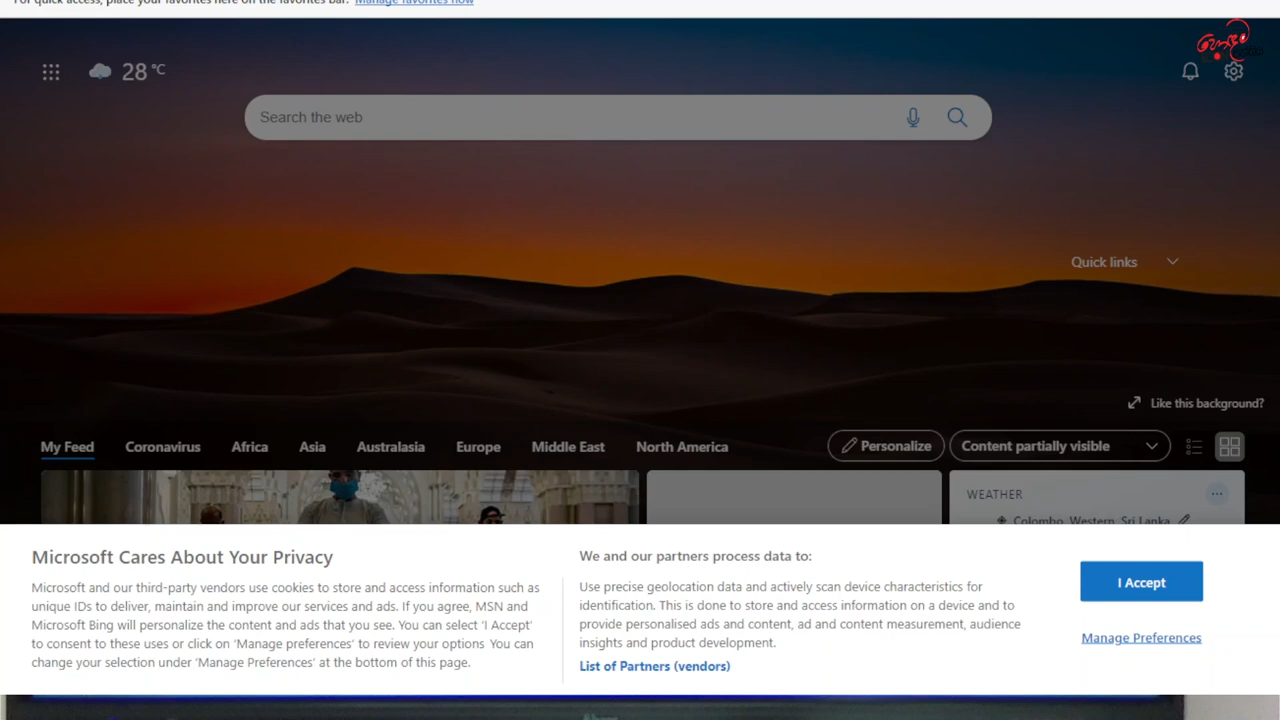 For quick access, place your favorites here on the favorites bar. Manage favorites now
28 °C
Search the web
Quick links
Like this background?
My Feed Coronavirus Africa Asia Australasia Europe Middle East North America Personalize Content partially visible
WEATHER
Colombo, Western, Sri Lanka
Microsoft Cares About Your Privacy
Microsoft and our third-party vendors use cookies to store and access information such as
unique IDs to deliver, maintain and improve our services and ads. If you agree, MSN and
Microsoft Bing will personalize the content and ads that you see. You can select 'I Accept'
to consent to these uses or click on 'Manage preferences' to review your options You can
change your selection under 'Manage Preferences' at the bottom of this page.
We and our partners process data to:
Use precise geolocation data and actively scan device characteristics for
identification. This is done to store and access information on a device and to
provide personalised ads and content, ad and content measurement, audience
insights and product development.
List of Partners (vendors)
I Accept
Manage Preferences